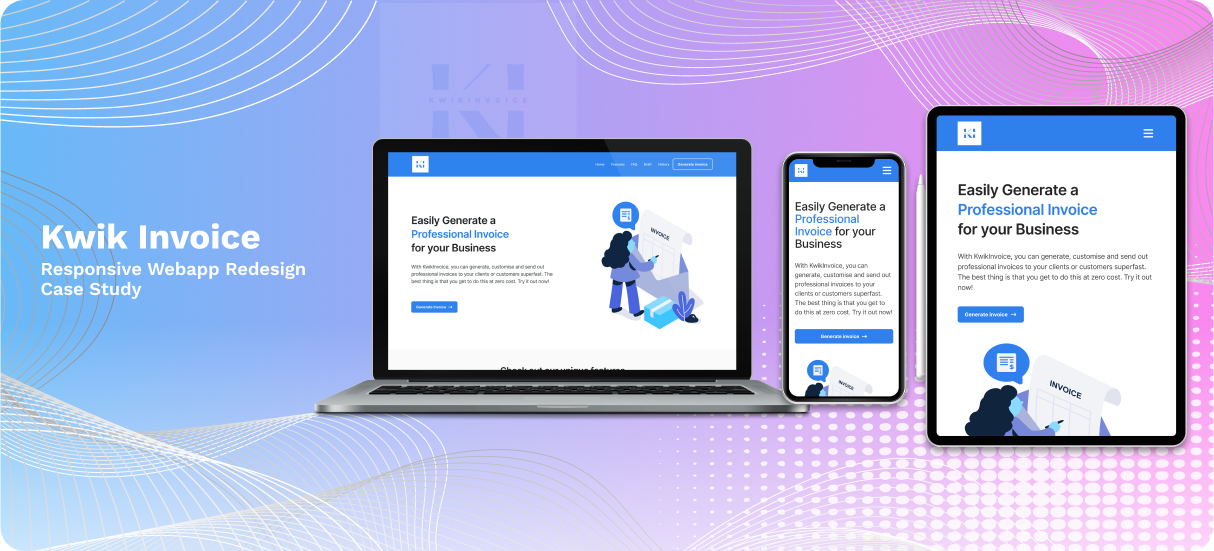 Kwik Invoice
Responsive Webapp Redesign
Case Study
KWIKINVOICE
Home Features FAQ Draft History Generate Invoice
Easily Generate a
Professional Invoice
for your Business
With KwikInvoice, you can generate, customise and send out
professional invoices to your clients or customers superfast. The
best thing is that you get to do this at zero cost. Try it out now!
Generate Invoice →
INVOICE
Check out our unique features
Easily Generate a
Professional
Invoice for your
Business
With KwikInvoice, you can
generate, customise and send out
professional invoices to your
clients or customers superfast.
The best thing is that you get to
do this at zero cost. Try it out now!
Generate Invoice →
INVOICE
Easily Generate a
Professional Invoice
for your Business
With KwikInvoice, you can generate, customise and send out
professional invoices to your clients or customers superfast.
The best thing is that you get to do this at zero cost. Try it out
now!
Generate Invoice →
INVOICE